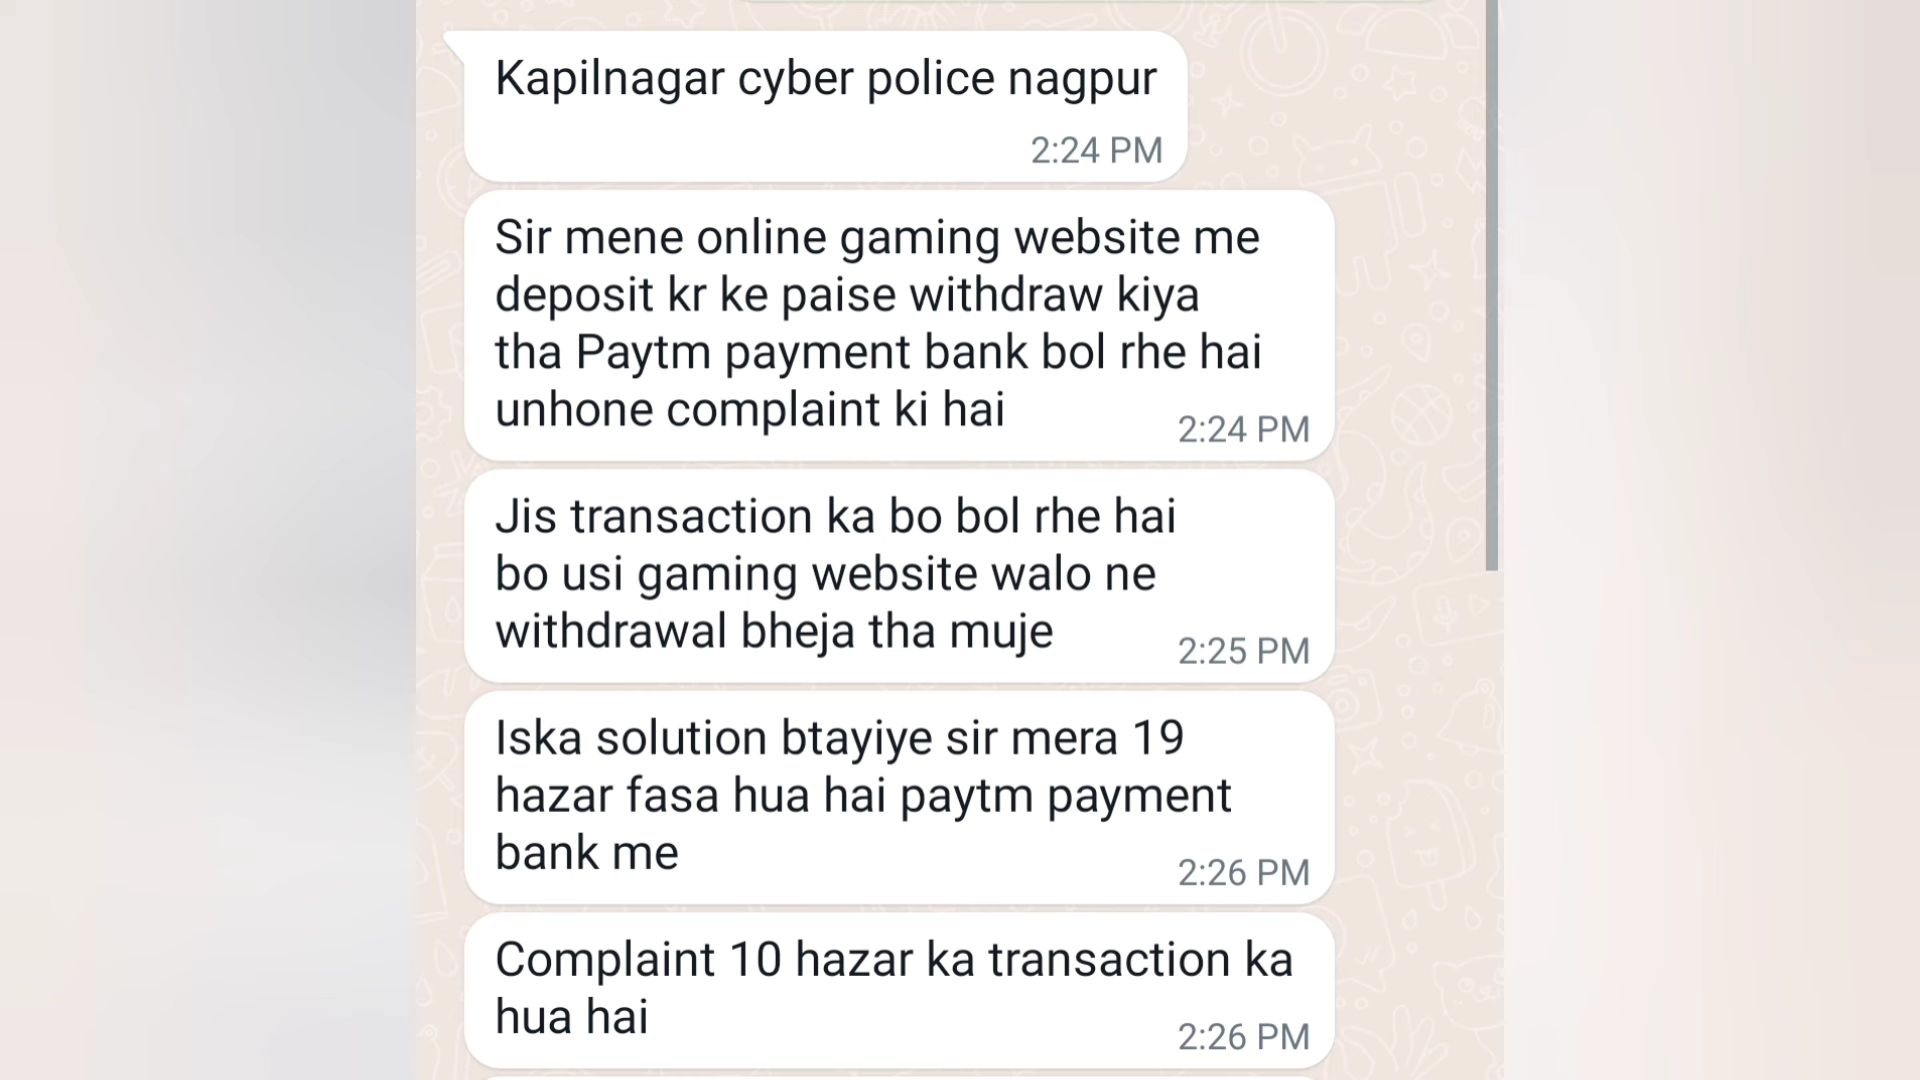 Kapilnagar cyber police nagpur
2:24 PM
Sir mene online gaming website me
deposit kr ke paise withdraw kiya
tha Paytm payment bank bol rhe hai
unhone complaint ki hai
2:24 PM
Jis transaction ka bo bol rhe hai
bo usi gaming website walo ne
withdrawal bheja tha muje
2:25 PM
Iska solution btayiye sir mera 19
hazar fasa hua hai paytm payment
bank me
2:26 PM
Complaint 10 hazar ka transaction ka
hua hai
2:26 PM